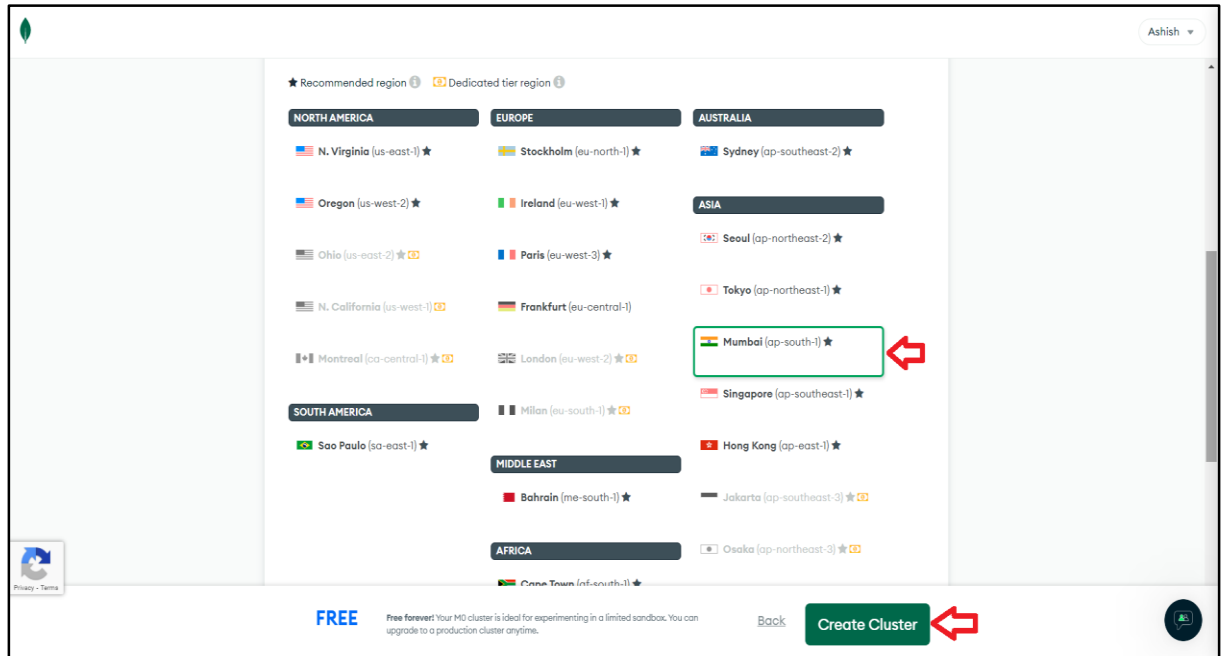 Ashish
Recommended region
Dedicated tier region
NORTH AMERICA
N. Virginia (us-east-1)
Oregon (us-west-2)
Ohio (us-east-2)
N. California (us-west-1)
Montreal (ca-central-1)
SOUTH AMERICA
Sao Paulo (sa-east-1)
EUROPE
Stockholm (eu-north-1)
Ireland (eu-west-1)
Paris (eu-west-3)
Frankfurt (eu-central-1)
London (eu-west-2)
Milan (eu-south-1)
MIDDLE EAST
Bahrain (me-south-1)
AFRICA
Cape Town (af-south-1)
AUSTRALIA
Sydney (ap-southeast-2)
ASIA
Seoul (ap-northeast-2)
Tokyo (ap-northeast-1)
Mumbai (ap-south-1)
Singapore (ap-southeast-1)
Hong Kong (ap-east-1)
Jakarta (ap-southeast-3)
Osaka (ap-northeast-3)
Privacy - Terms
FREE
Free forever! Your M0 cluster is ideal for experimenting in a limited sandbox. You can
upgrade to a production cluster anytime.
Back
Create Cluster